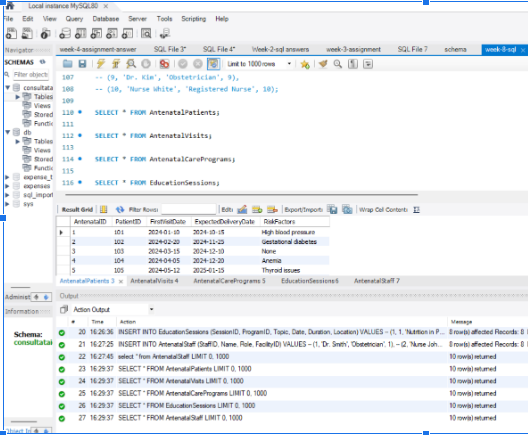 Local instance MySQL80
File Edit View Query Database Server Tools Scripting Help
Navigator
SCHEMAS
Filter objects
consultatai
Tables
Views
Stored
Functio
db
Tables
Views
Stored
Functio
expense_t
expenses
sql_import
sys
Administ
Information
Schema:
consultatai
Object In
week-4-assignment-answer SQL File 3* SQL File 4* Week-2-sql answers week-3-assignment SQL File 7 schema week-8-sql
Limit to 1000 rows
107 -- (9, 'Dr. Kim', 'Obstetrician', 9),
108 -- (10, 'Nurse White', 'Registered Nurse', 10);
109
110 SELECT * FROM AntenatalPatients;
111
112 SELECT * FROM AntenatalVisits;
113
114 SELECT * FROM AntenatalCarePrograms;
115
116 SELECT * FROM EducationSessions;
Result Grid Filter Rows: Edit: Export/Import: Wrap Cell Content:
AntenatalID PatientID FirstVisitDate ExpectedDeliveryDate RiskFactors
1 101 2024-01-10 2024-10-15 High blood pressure
2 102 2024-02-20 2024-11-25 Gestational diabetes
3 103 2024-03-15 2024-12-10 None
4 104 2024-04-05 2024-12-20 Anemia
5 105 2024-05-12 2025-01-15 Thyroid issues
AntenatalPatients 3 AntenatalVisits 4 AntenatalCarePrograms 5 EducationSessions 6 AntenatalStaff 7
Output
Action Output
# Time Action Message
20 16:26:36 INSERT INTO EducationSessions (SessionID, ProgramID, Topic, Date, Duration, Location) VALUES -- (1, 1, 'Nutrition in P... 8 row(s) affected Records: 8
21 16:27:25 INSERT INTO AntenatalStaff (StaffID, Name, Role, FacilityID) VALUES -- (1, 'Dr. Smith', 'Obstetrician', 1), -- (2, 'Nurse Joh... 8 row(s) affected Records: 8
22 16:27:45 select * from AntenatalStaff LIMIT 0, 1000 10 row(s) returned
23 16:29:37 SELECT * FROM AntenatalPatients LIMIT 0, 1000 10 row(s) returned
24 16:29:37 SELECT * FROM AntenatalVisits LIMIT 0, 1000 10 row(s) returned
25 16:29:37 SELECT * FROM AntenatalCarePrograms LIMIT 0, 1000 10 row(s) returned
26 16:29:37 SELECT * FROM EducationSessions LIMIT 0, 1000 10 row(s) returned
27 16:29:37 SELECT * FROM AntenatalStaff LIMIT 0, 1000 10 row(s) returned